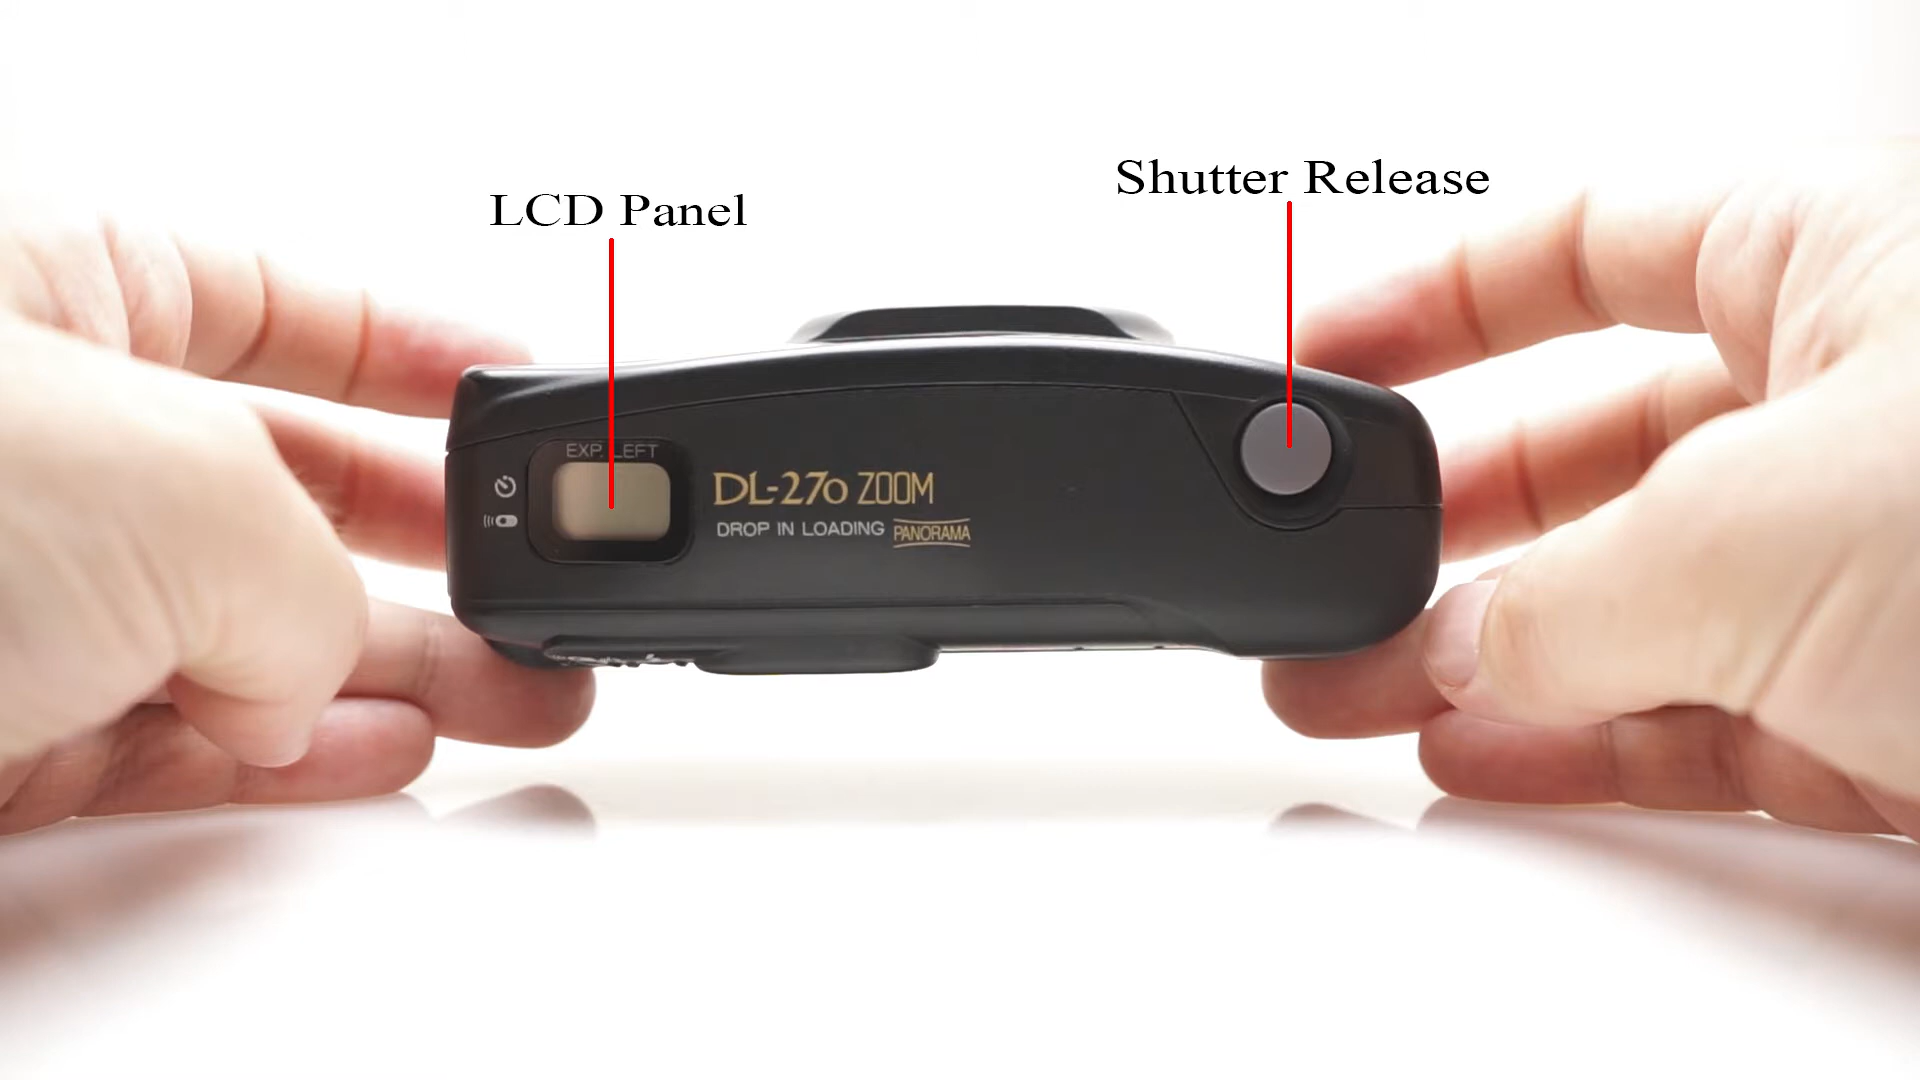 Shutter Release
LCD Panel
EXP. LEFT
DL-270 ZOOM
DROP IN LOADING PANORAMA